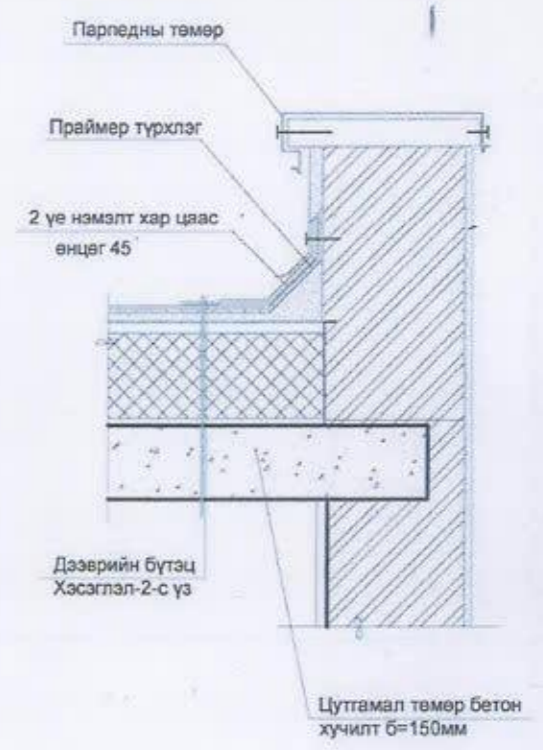 Парпедны төмөр
Праймер түрхлэг
2 үе нэмэлт хар цаас
өнцөг 45
Дээврийн бүтэц
Хэсэглэл-2-с үз
Цутгамал төмөр бетон
хучилт б=150мм